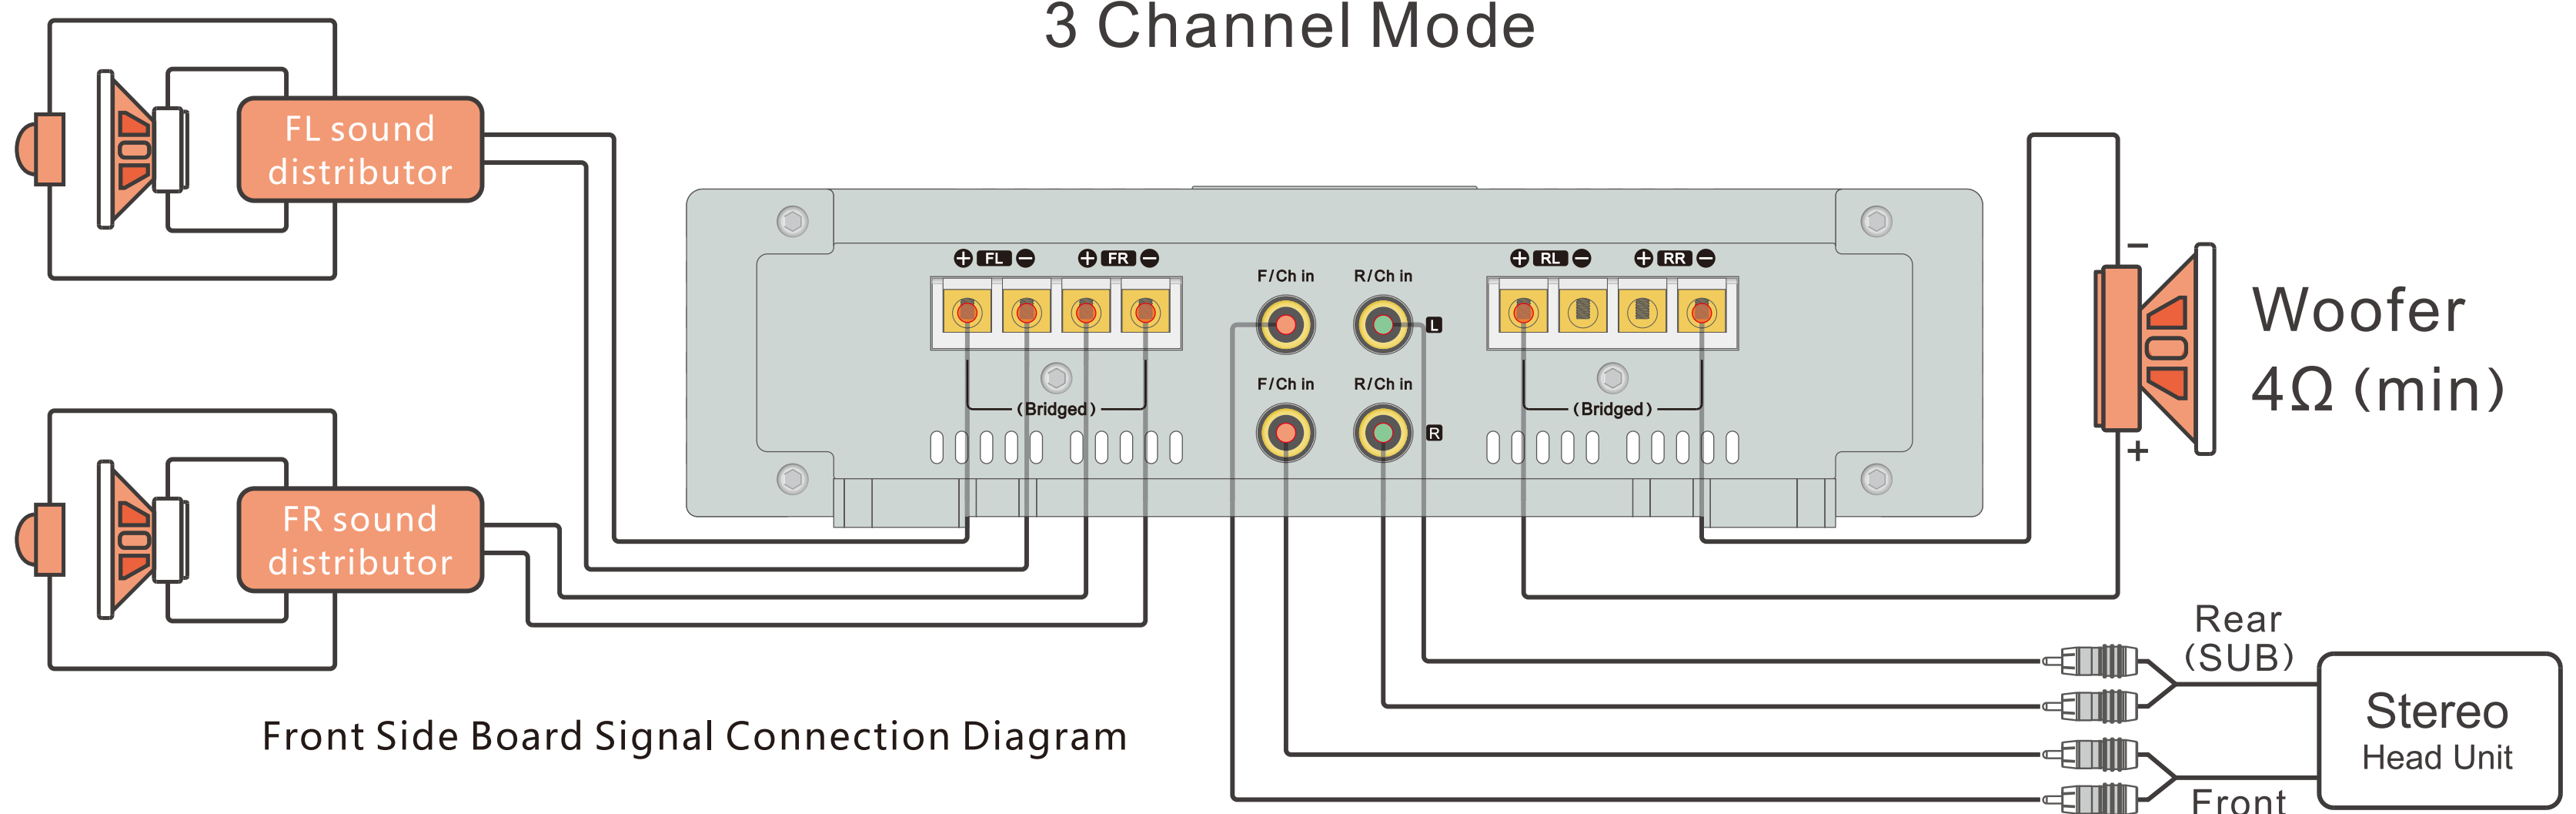 3 Channel Mode
FL sound
distributor
+ FL − + FR −
(Bridged)
F/Ch in R/Ch in
L
F/Ch in R/Ch in
R
+ RL − + RR −
(Bridged)
−
Woofer
4Ω (min)
+
FR sound
distributor
Rear
(SUB)
Stereo
Head Unit
Front
Front Side Board Signal Connection Diagram